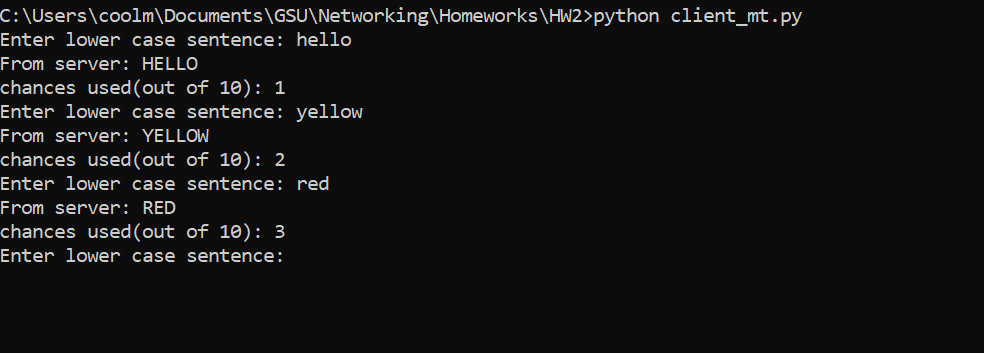 C:\Users\coolm\Documents\GSU\Networking\Homeworks\HW2>python client_mt.py
Enter lower case sentence: hello
From server: HELLO
chances used(out of 10): 1
Enter lower case sentence: yellow
From server: YELLOW
chances used(out of 10): 2
Enter lower case sentence: red
From server: RED
chances used(out of 10): 3
Enter lower case sentence: